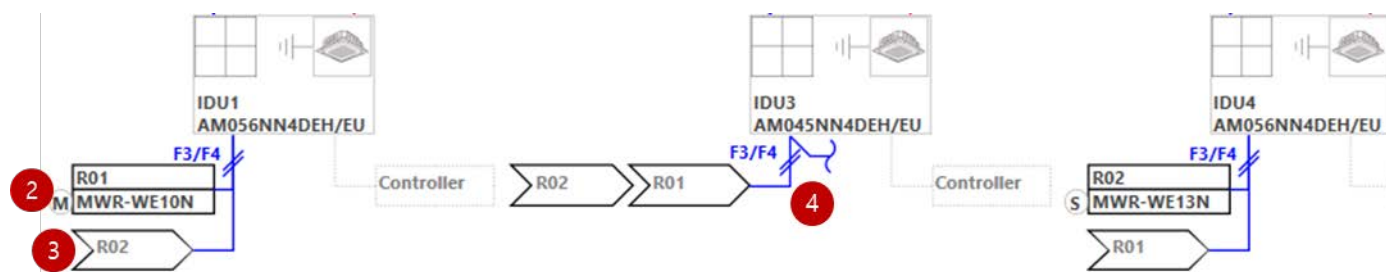 IDU1
AM056NN4DEH/EU
F3/F4
2
R01
M
MWR-WE10N
3
R02
Controller
IDU3
AM045NN4DEH/EU
F3/F4
R02
R01
4
Controller
IDU4
AM056NN4DEH/EU
F3/F4
R02
S
MWR-WE13N
R01